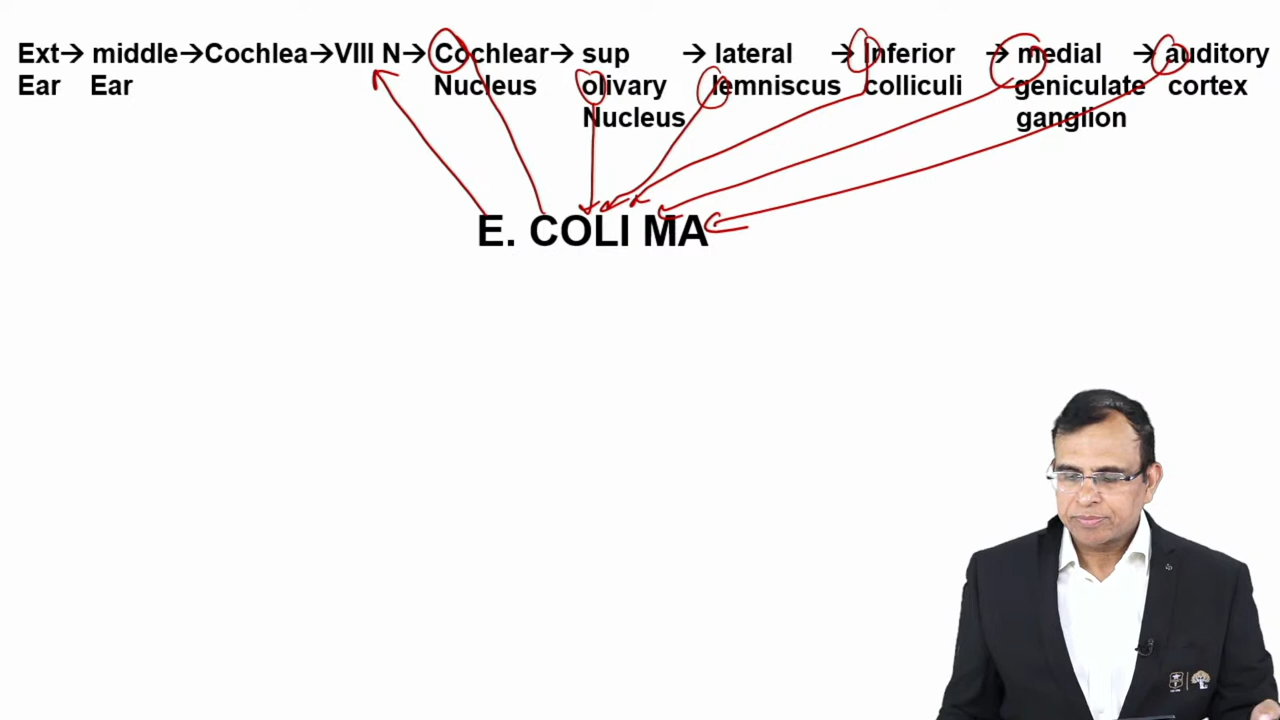 Ext→ middle→Cochlea→VIII N→ Cochlear→ sup → lateral → Inferior → medial → auditory
Ear Ear Nucleus olivary lemniscus colliculi geniculate cortex
Nucleus ganglion
E. COLI MA